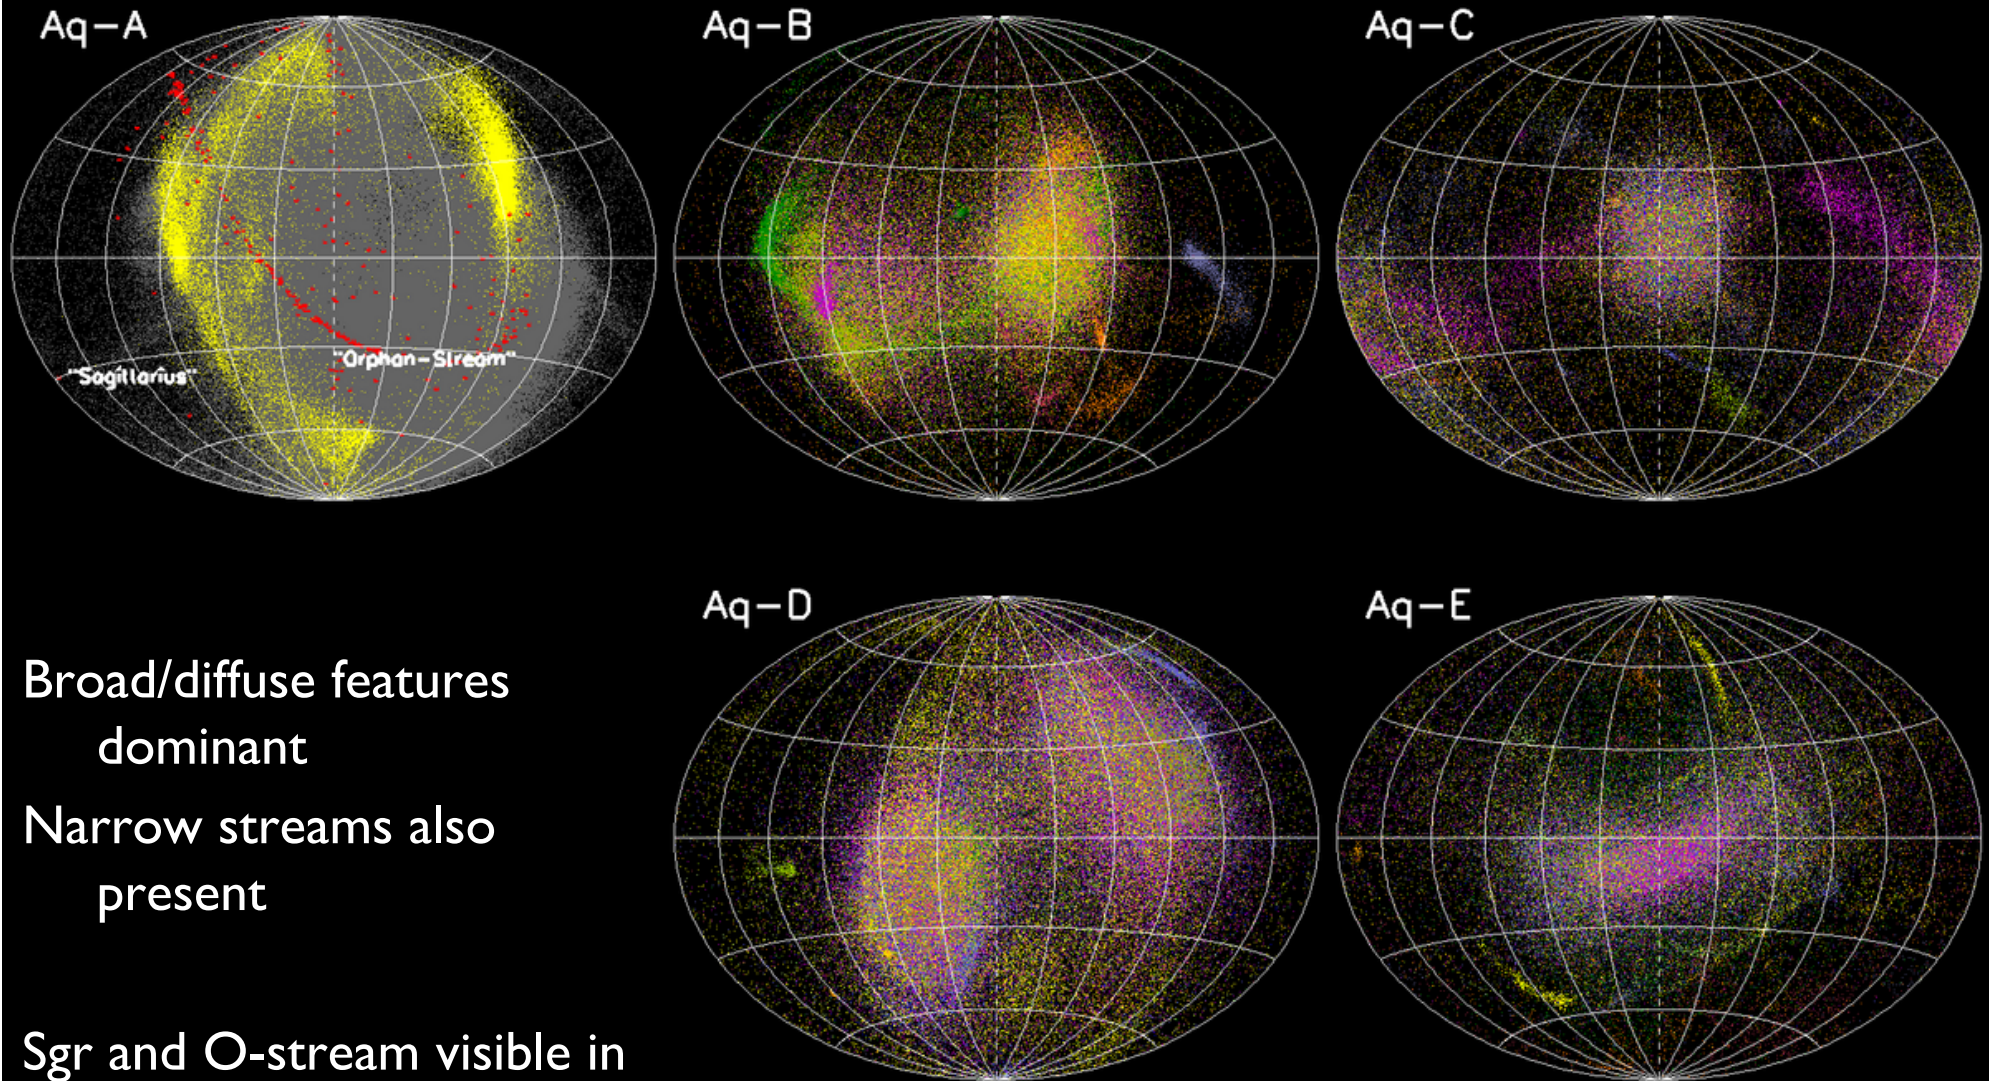 Aq-A
Aq-B
Aq-C
"Sagittarius"
"Orphan-Stream"
Aq-D
Aq-E
Broad/diffuse features
dominant
Narrow streams also
present
Sgr and O-stream visible in